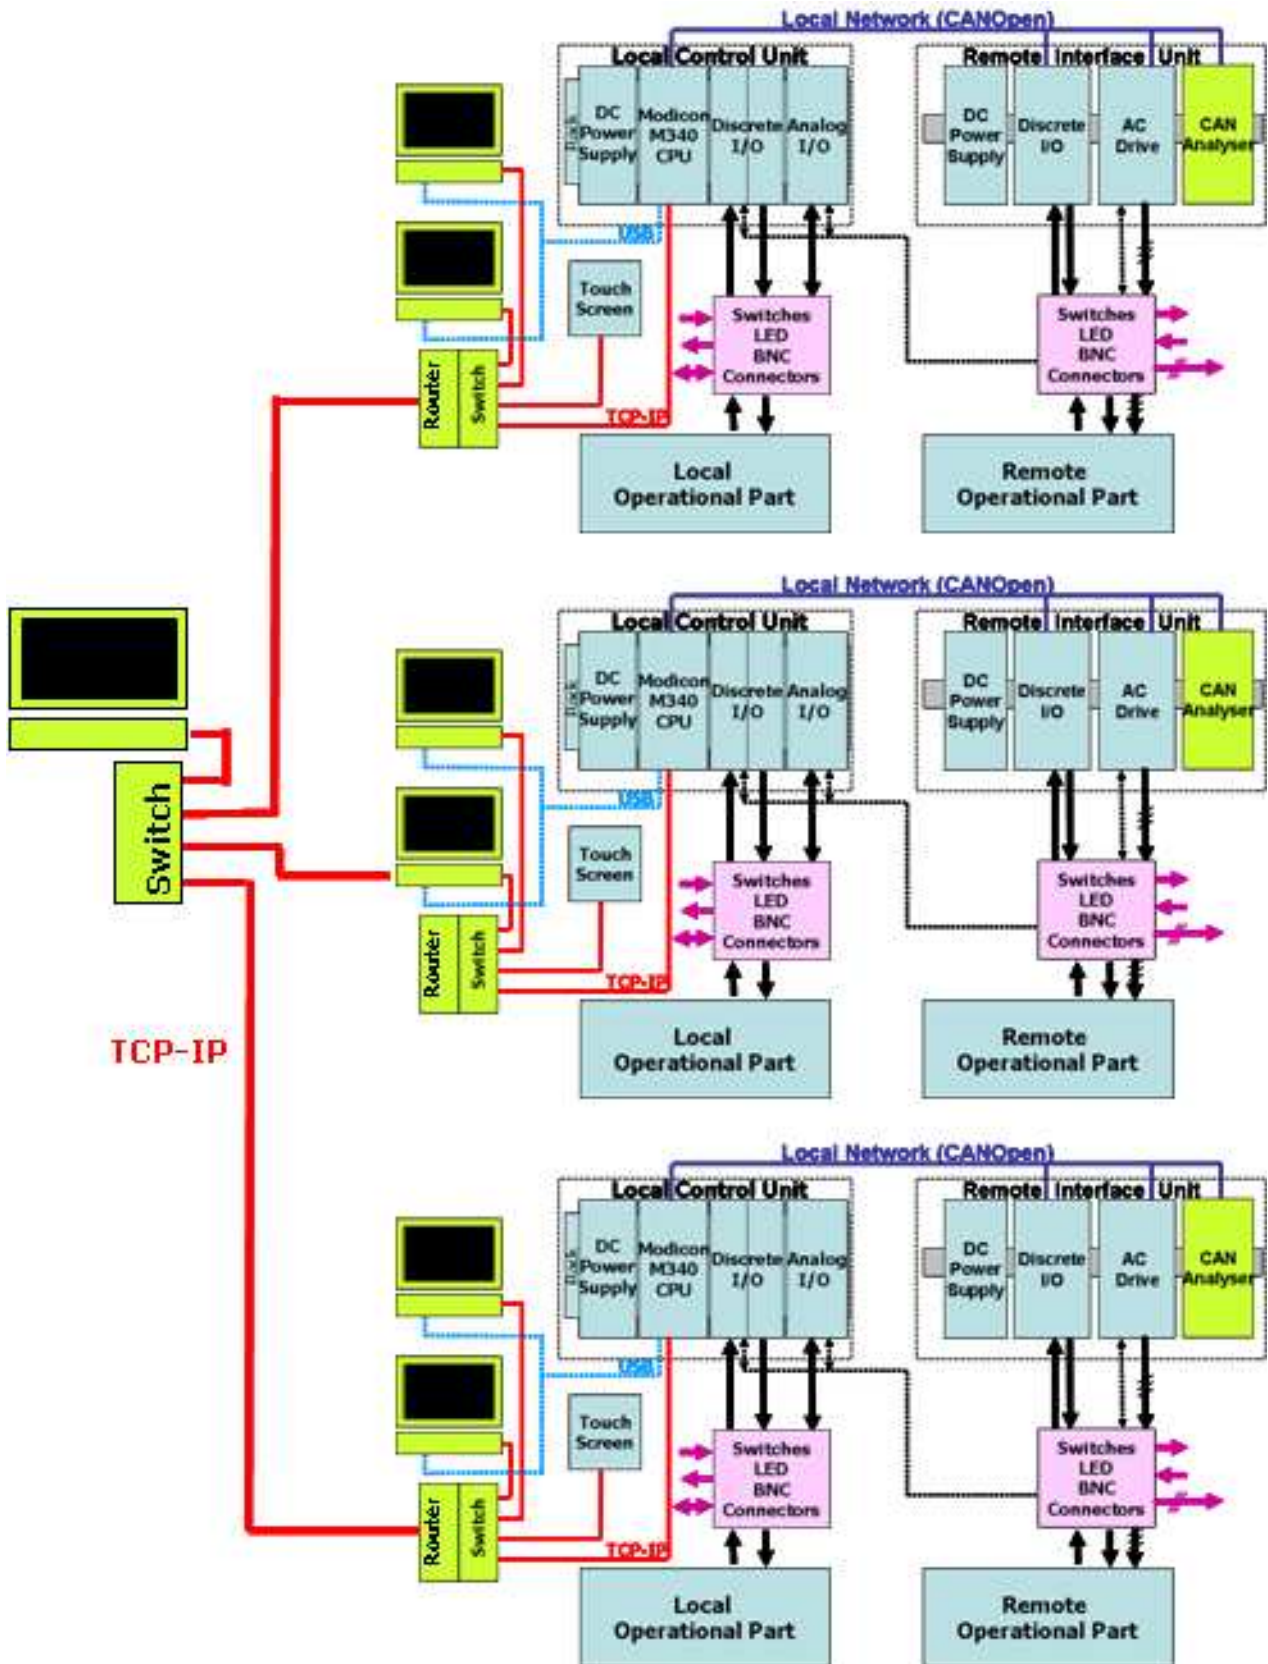 Local Network (CANOpen)
Local Control Unit
Remote Interface Unit
DC
Power
Supply
Modicon
M340
CPU
Discrete
I/O
Analog
I/O
DC
Power
Supply
Discrete
I/O
AC
Drive
CAN
Analyser
USB
Touch
Screen
Switches
LED
BNC
Connectors
Switches
LED
BNC
Connectors
Router
Switch
TCP-IP
Local
Operational Part
Remote
Operational Part
Local Network (CANOpen)
Local Control Unit
Remote Interface Unit
DC
Power
Supply
Modicon
M340
CPU
Discrete
I/O
Analog
I/O
DC
Power
Supply
Discrete
I/O
AC
Drive
CAN
Analyser
USB
Touch
Screen
Switches
LED
BNC
Connectors
Switches
LED
BNC
Connectors
Switch
Router
Switch
TCP-IP
Local
Operational Part
Remote
Operational Part
TCP-IP
Local Network (CANOpen)
Local Control Unit
Remote Interface Unit
DC
Power
Supply
Modicon
M340
CPU
Discrete
I/O
Analog
I/O
DC
Power
Supply
Discrete
I/O
AC
Drive
CAN
Analyser
USB
Touch
Screen
Switches
LED
BNC
Connectors
Switches
LED
BNC
Connectors
Router
Switch
TCP-IP
Local
Operational Part
Remote
Operational Part